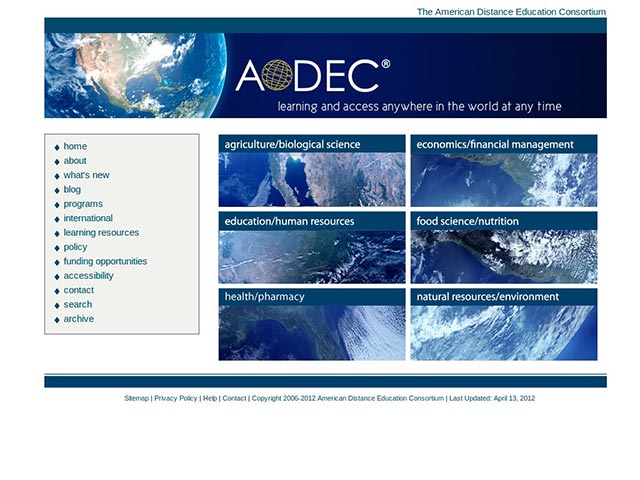 The American Distance Education Consortium
ADEC®
learning and access anywhere in the world at any time
home
about
what's new
blog
programs
international
learning resources
policy
funding opportunities
accessibility
contact
search
archive
agriculture/biological science
economics/financial management
education/human resources
food science/nutrition
health/pharmacy
natural resources/environment
Sitemap | Privacy Policy | Help | Contact | Copyright 2006-2012 American Distance Education Consortium | Last Updated: April 13, 2012